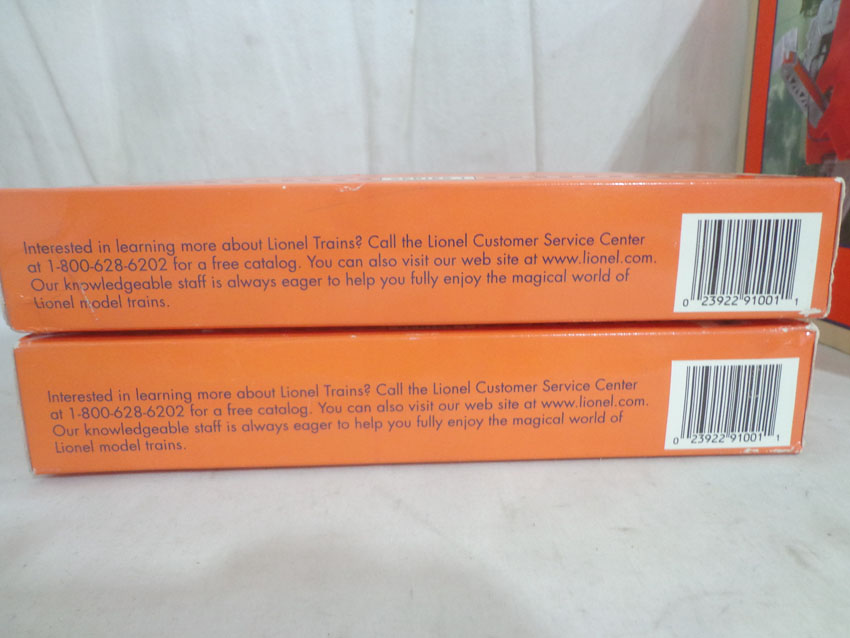 Interested in learning more about Lionel Trains? Call the Lionel Customer Service Center
at 1-800-628-6202 for a free catalog. You can also visit our web site at www.lionel.com.
Our knowledgeable staff is always eager to help you fully enjoy the magical world of
Lionel model trains.
0 23922 91001 1
Interested in learning more about Lionel Trains? Call the Lionel Customer Service Center
at 1-800-628-6202 for a free catalog. You can also visit our web site at www.lionel.com.
Our knowledgeable staff is always eager to help you fully enjoy the magical world of
Lionel model trains.
0 23922 91001 1